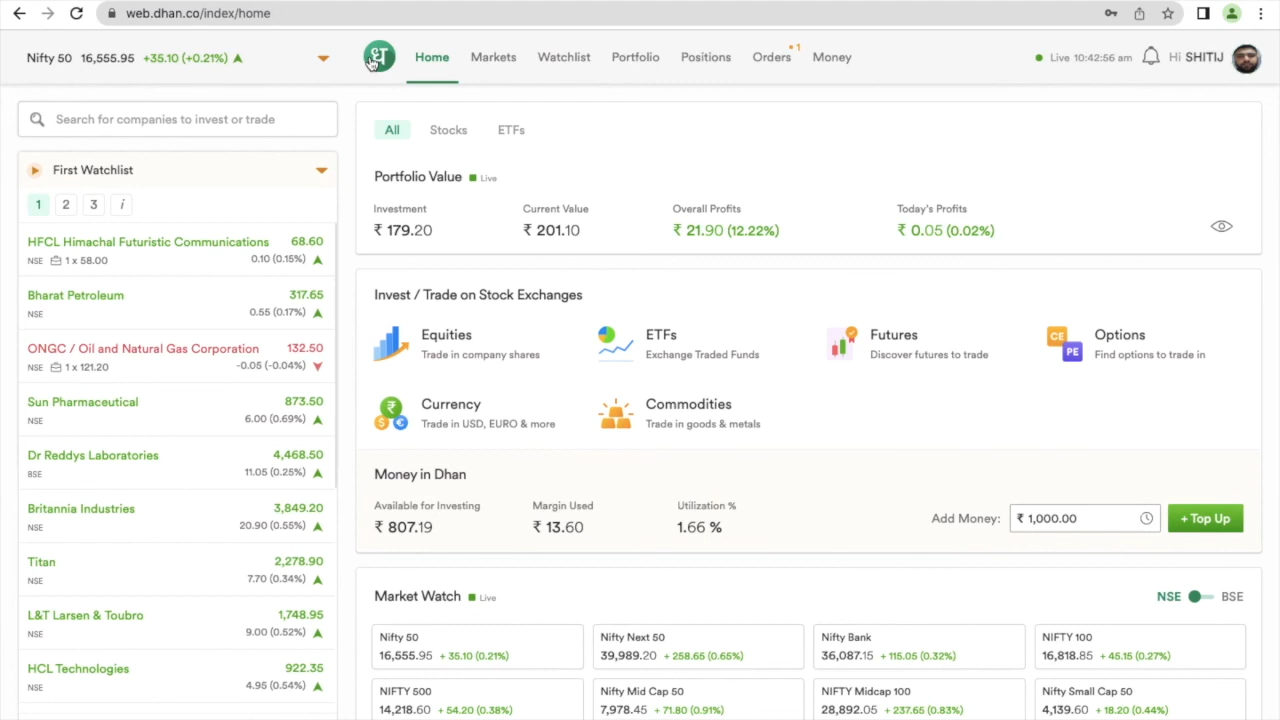 web.dhan.co/index/home
Nifty 50 16,555.95 +35.10 (+0.21%)
ध
Home
Markets
Watchlist
Portfolio
Positions
Orders
1
Money
Live 10:42:56 am
Hi SHITIJ
Search for companies to invest or trade
First Watchlist
1 2 3 i
HFCL Himachal Futuristic Communications 68.60
NSE 1 x 58.00 0.10 (0.15%)
Bharat Petroleum 317.65
NSE 0.55 (0.17%)
ONGC / Oil and Natural Gas Corporation 132.50
NSE 1 x 121.20 -0.05 (-0.04%)
Sun Pharmaceutical 873.50
NSE 6.00 (0.69%)
Dr Reddys Laboratories 4,468.50
BSE 11.05 (0.25%)
Britannia Industries 3,849.20
NSE 20.90 (0.55%)
Titan 2,278.90
NSE 7.70 (0.34%)
L&T Larsen & Toubro 1,748.95
NSE 9.00 (0.52%)
HCL Technologies 922.35
NSE 4.95 (0.54%)
All Stocks ETFs
Portfolio Value Live
Investment Current Value Overall Profits Today's Profits
₹ 179.20 ₹ 201.10 ₹ 21.90 (12.22%) ₹ 0.05 (0.02%)
Invest / Trade on Stock Exchanges
Equities
Trade in company shares
ETFs
Exchange Traded Funds
Futures
Discover futures to trade
CE
PE
Options
Find options to trade in
₹
$
€
Currency
Trade in USD, EURO & more
Commodities
Trade in goods & metals
Money in Dhan
Available for Investing Margin Used Utilization %
₹ 807.19 ₹ 13.60 1.66 %
Add Money: ₹ 1,000.00 + Top Up
Market Watch Live NSE BSE
Nifty 50
16,555.95 + 35.10 (0.21%)
Nifty Next 50
39,989.20 + 258.65 (0.65%)
Nifty Bank
36,087.15 + 115.05 (0.32%)
NIFTY 100
16,818.85 + 45.15 (0.27%)
NIFTY 500
14,218.60 + 54.20 (0.38%)
Nifty Mid Cap 50
7,978.45 + 71.80 (0.91%)
NIFTY Midcap 100
28,892.05 + 237.65 (0.83%)
Nifty Small Cap 50
4,139.60 + 18.20 (0.44%)